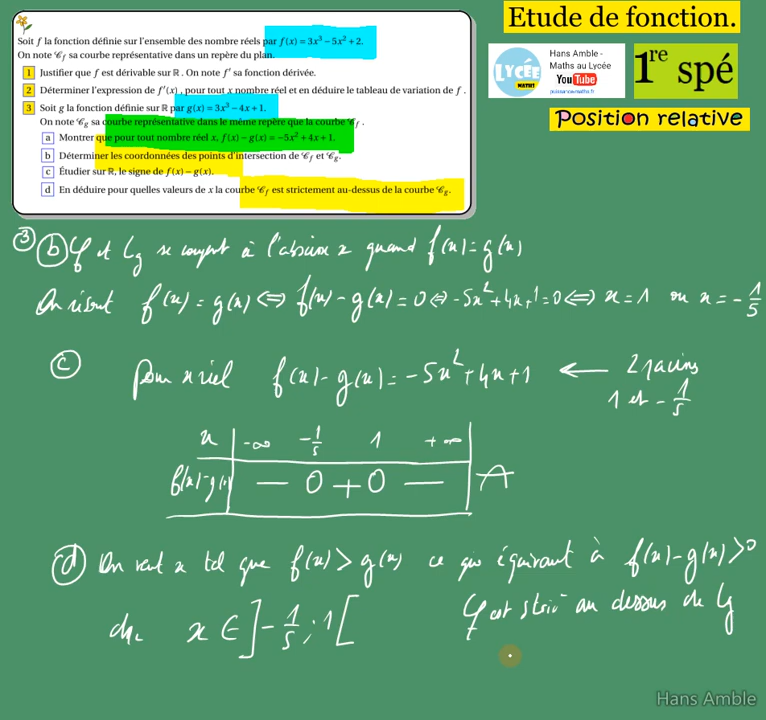 Etude de fonction.
Soit f la fonction définie sur l'ensemble des nombres réels par f(x) = 3x³ − 5x² + 2.
On note 𝒞f sa courbe représentative dans un repère du plan.
1 Justifier que f est dérivable sur ℝ. On note f′ sa fonction dérivée.
2 Déterminer l'expression de f′(x), pour tout x nombre réel et en déduire le tableau de variation de f.
3 Soit g la fonction définie sur ℝ par g(x) = 3x³ − 4x + 1.
On note 𝒞g sa courbe représentative dans le même repère que la courbe 𝒞f.
a Montrer que pour tout nombre réel x, f(x) − g(x) = −5x² + 4x + 1.
b Déterminer les coordonnées des points d'intersection de 𝒞f et 𝒞g.
c Étudier sur ℝ, le signe de f(x) − g(x).
d En déduire pour quelles valeurs de x la courbe 𝒞f est strictement au-dessus de la courbe 𝒞g.
LYCÉE
MATHS
Hans Amble -
Maths au Lycée
YouTube
1re spé
Position relative
3 b Cf et Cg se coupent à l'abscisse x quand f(x) = g(x)
On résout f(x) = g(x) ⟺ f(x) − g(x) = 0 ⟺ −5x² + 4x + 1 = 0 ⟺ x = 1 ou x = −1/5
c Pour x réel f(x) − g(x) = −5x² + 4x + 1 ← 2 racines
1 et −1/5
x | −∞ −1/5 1 +∞
f(x)−g(x) | − 0 + 0 −
d On veut x tel que f(x) > g(x) ce qui équivaut à f(x) − g(x) > 0
Cf est strict au dessus de Cg
donc x ∈ ]−1/5 ; 1[
Hans Amble